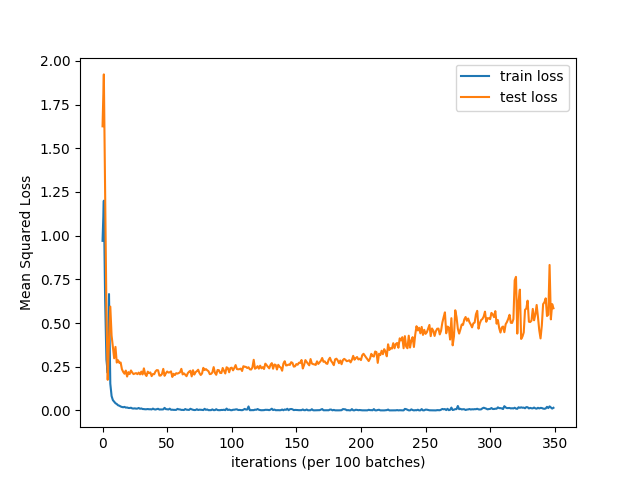 2.00
1.75
1.50
1.25
1.00
0.75
0.50
0.25
0.00
Mean Squared Loss
train loss
test loss
0 50 100 150 200 250 300 350
iterations (per 100 batches)